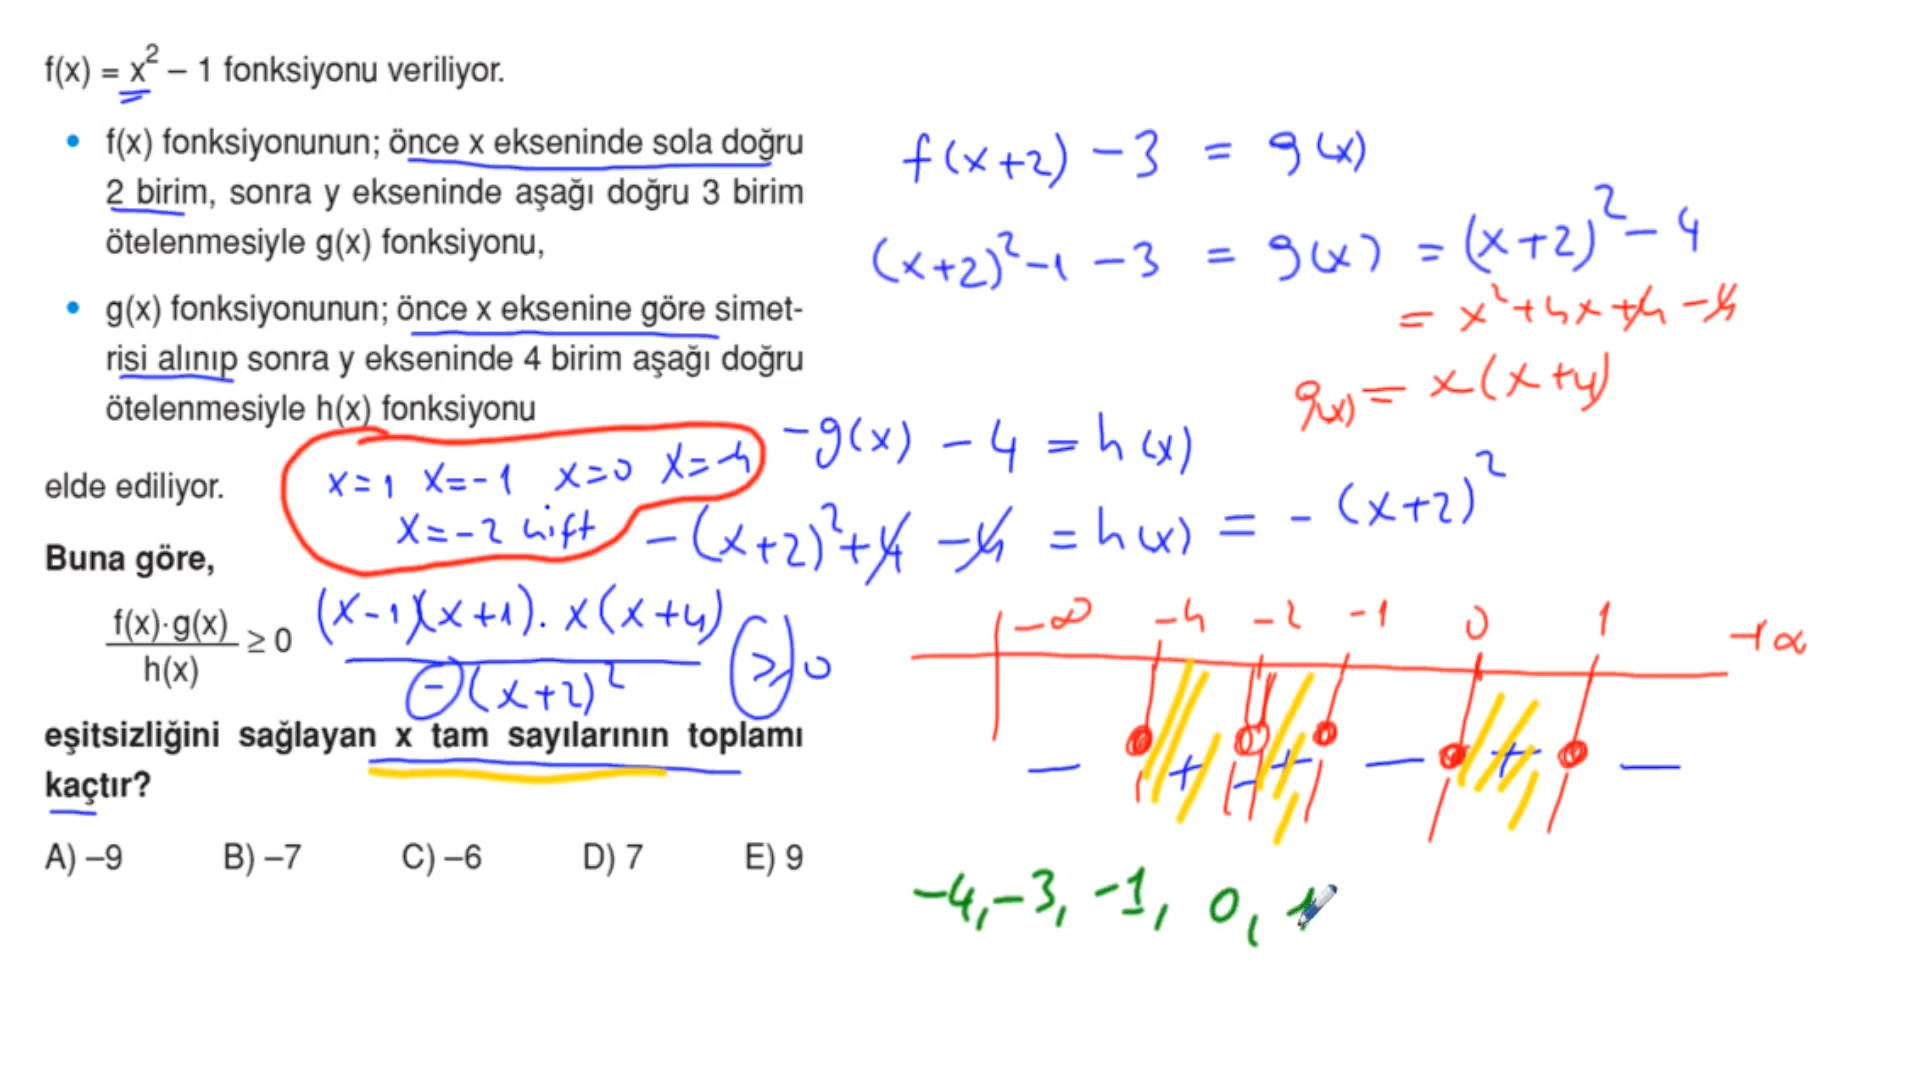 f(x) = x² – 1 fonksiyonu veriliyor.
• f(x) fonksiyonunun; önce x ekseninde sola doğru
2 birim, sonra y ekseninde aşağı doğru 3 birim
ötelenmesiyle g(x) fonksiyonu,
• g(x) fonksiyonunun; önce x eksenine göre simet-
risi alınıp sonra y ekseninde 4 birim aşağı doğru
ötelenmesiyle h(x) fonksiyonu
elde ediliyor.
Buna göre,
f(x)·g(x) / h(x) ≥ 0
eşitsizliğini sağlayan x tam sayılarının toplamı
kaçtır?
A) –9 B) –7 C) –6 D) 7 E) 9
f(x+2) – 3 = g(x)
(x+2)² – 1 – 3 = g(x) = (x+2)² – 4
= x² + 4x + 4 – 4
g(x) = x(x+4)
–g(x) – 4 = h(x)
–(x+2)² + 4 – 4 = h(x) = –(x+2)²
x=1 x=-1 x=0 x=-4
x=-2 çift
(x-1)(x+1).x(x+4) / –(x+2)² ≥ 0
–∞ –4 –2 –1 0 1 +∞
– + + – + –
–4, –3, –1, 0, 1